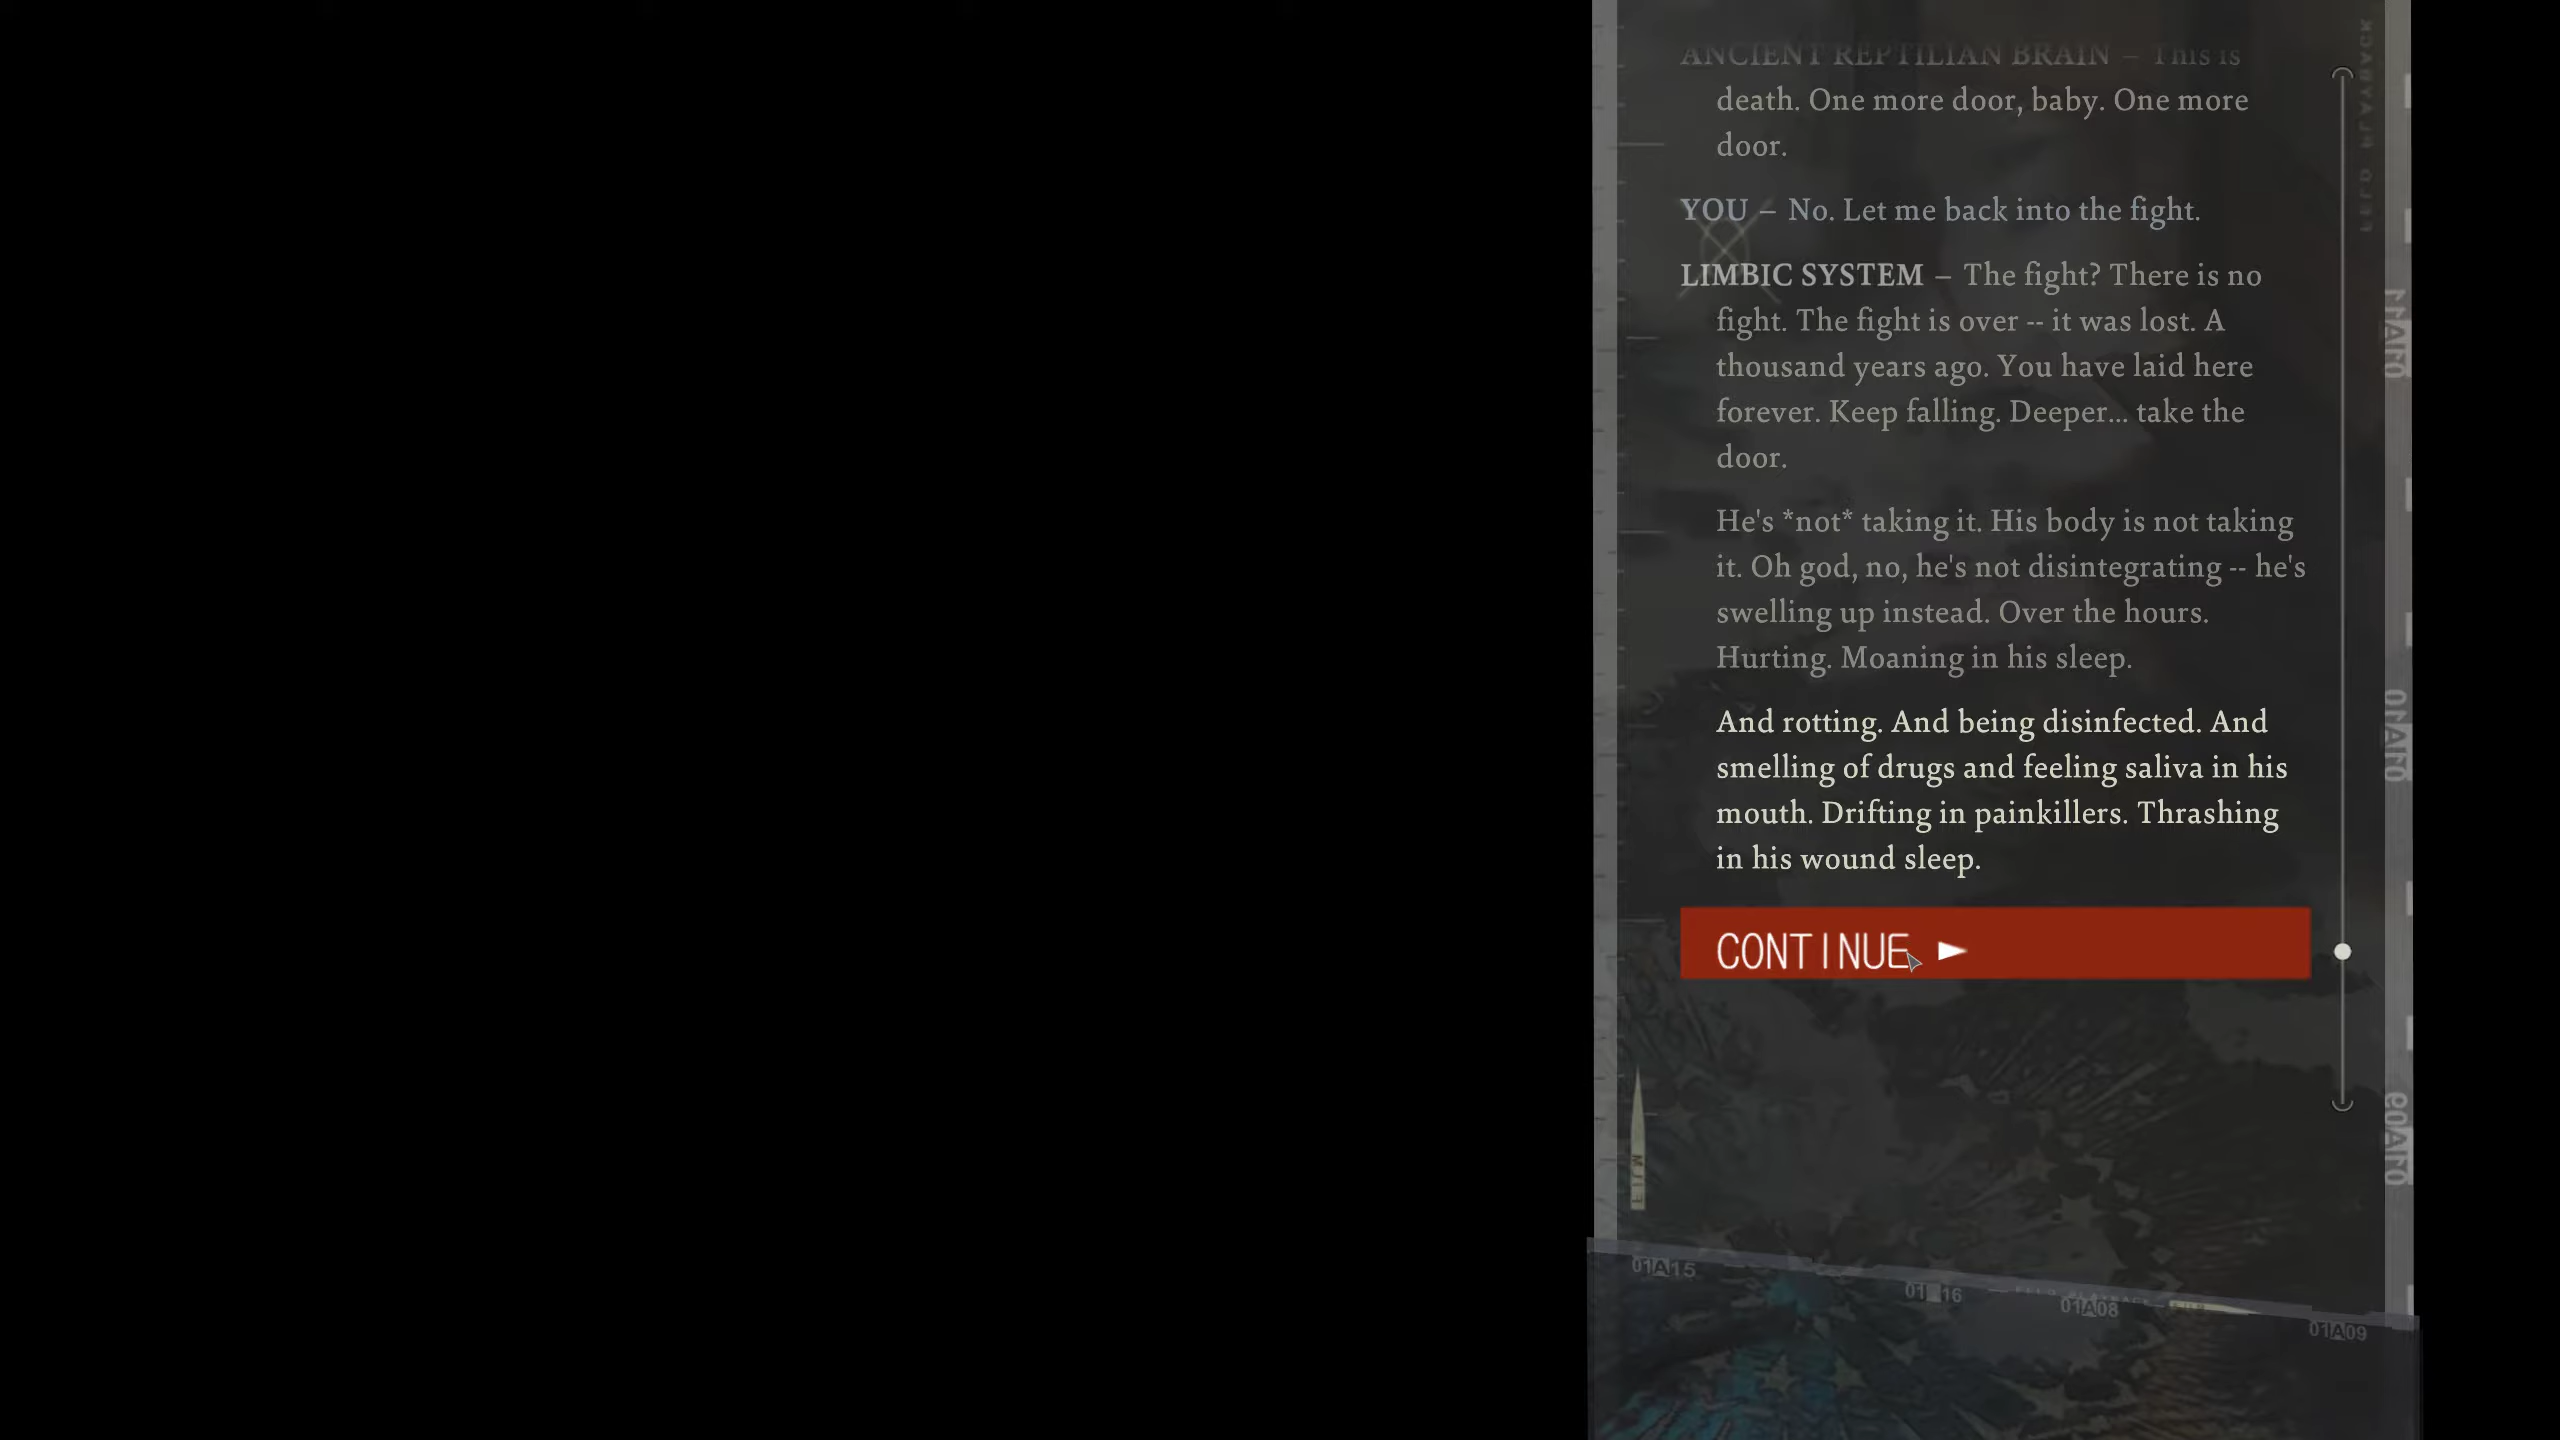 ANCIENT REPTILIAN BRAIN – This is
death. One more door, baby. One more
door.
YOU – No. Let me back into the fight.
LIMBIC SYSTEM – The fight? There is no
fight. The fight is over -- it was lost. A
thousand years ago. You have laid here
forever. Keep falling. Deeper... take the
door.
He's *not* taking it. His body is not taking
it. Oh god, no, he's not disintegrating -- he's
swelling up instead. Over the hours.
Hurting. Moaning in his sleep.
And rotting. And being disinfected. And
smelling of drugs and feeling saliva in his
mouth. Drifting in painkillers. Thrashing
in his wound sleep.
CONTINUE
01A15
01A08
01A09